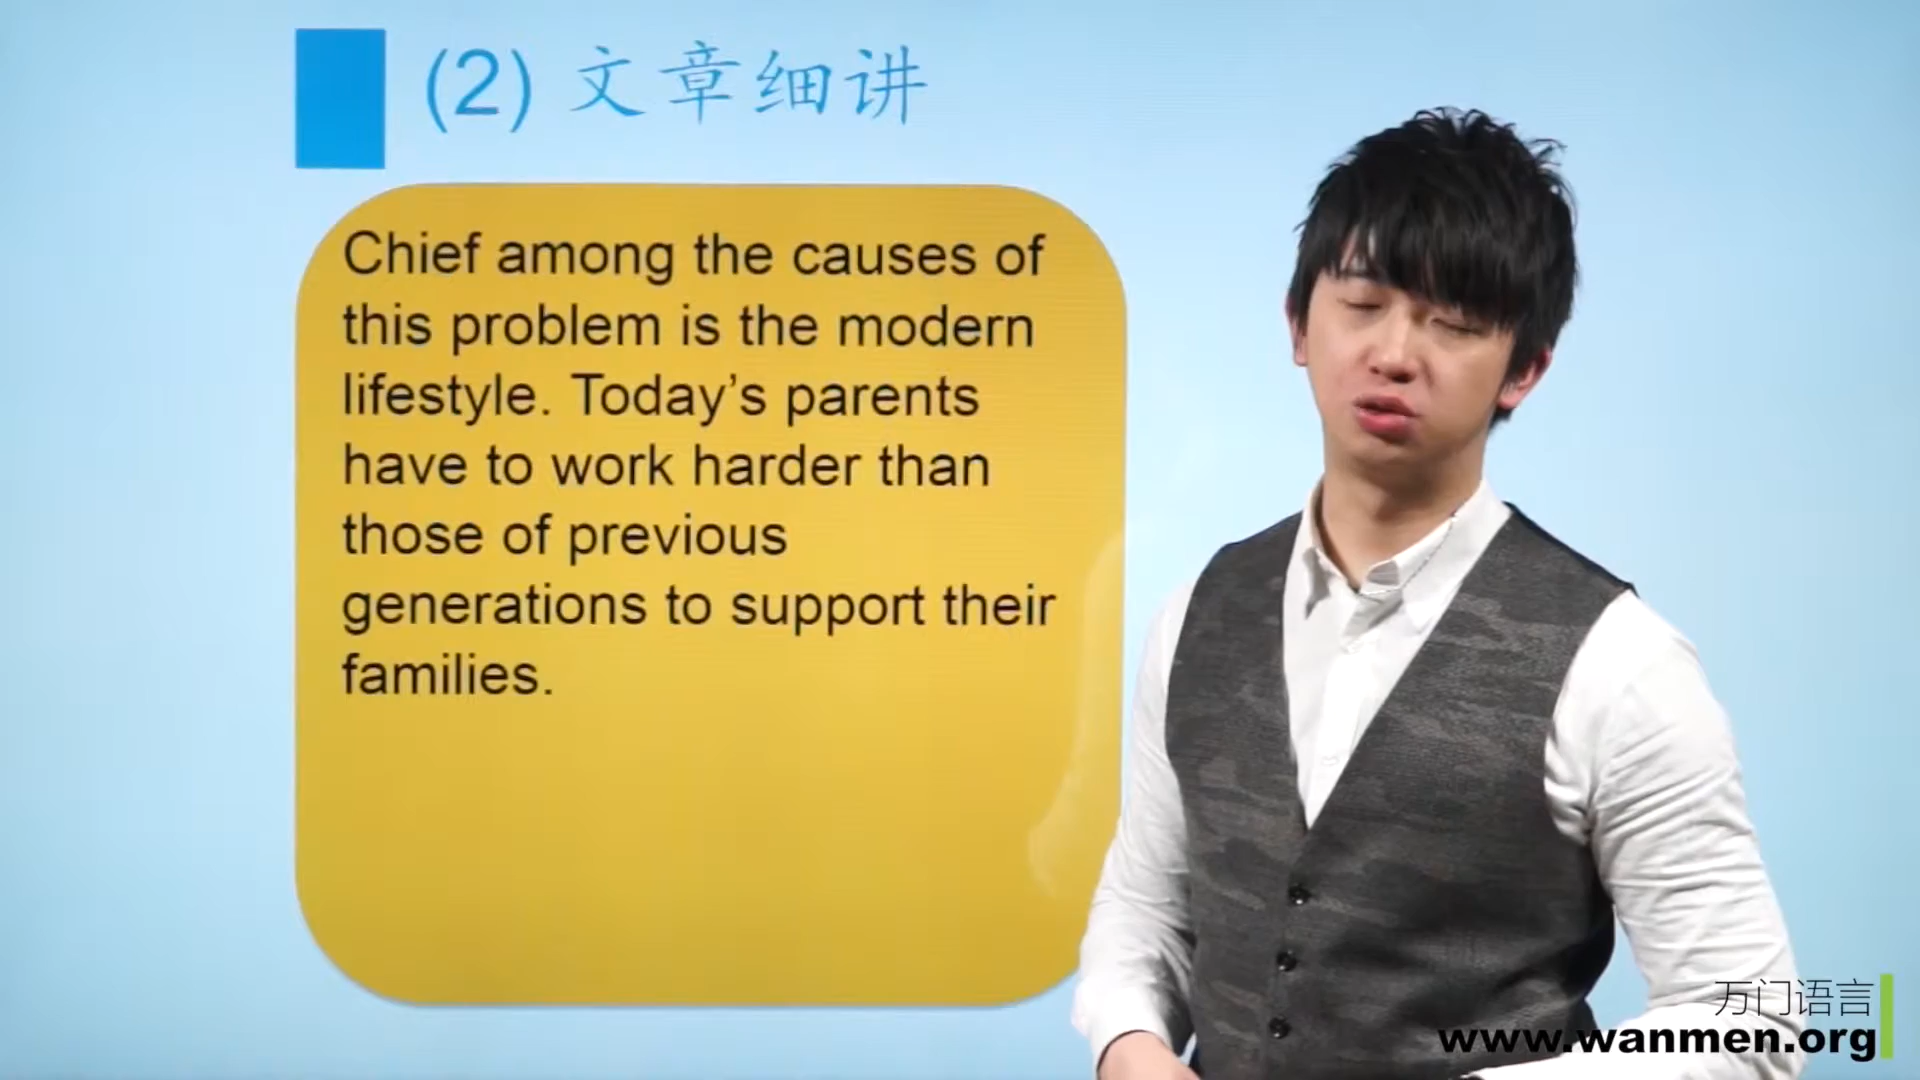 (2) 文章细讲
Chief among the causes of
this problem is the modern
lifestyle. Today’s parents
have to work harder than
those of previous
generations to support their
families.
万门语言
www.wanmen.org